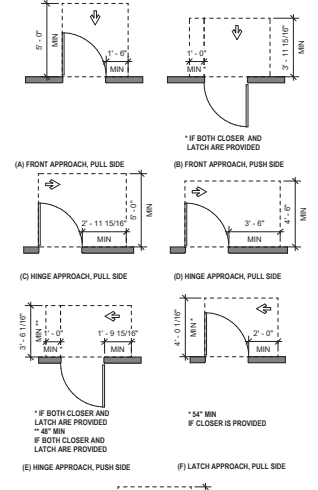 5' - 0"
MIN
1' - 6"
MIN
1' - 0"
MIN *
3' - 11 15/16"
MIN
* IF BOTH CLOSER AND
LATCH ARE PROVIDED
(A) FRONT APPROACH, PULL SIDE
(B) FRONT APPROACH, PUSH SIDE
2' - 11 15/16"
MIN
5' - 0"
MIN
3' - 6"
MIN
4' - 6"
MIN
(C) HINGE APPROACH, PULL SIDE
(D) HINGE APPROACH, PULL SIDE
3' - 6 1/16"
MIN **
1' - 0"
MIN *
1' - 9 15/16"
MIN
4' - 0 1/16"
MIN *
2' - 0"
MIN
* IF BOTH CLOSER AND
LATCH ARE PROVIDED
** 48" MIN
IF BOTH CLOSER AND
LATCH ARE PROVIDED
* 54" MIN
IF CLOSER IS PROVIDED
(E) HINGE APPROACH, PUSH SIDE
(F) LATCH APPROACH, PULL SIDE